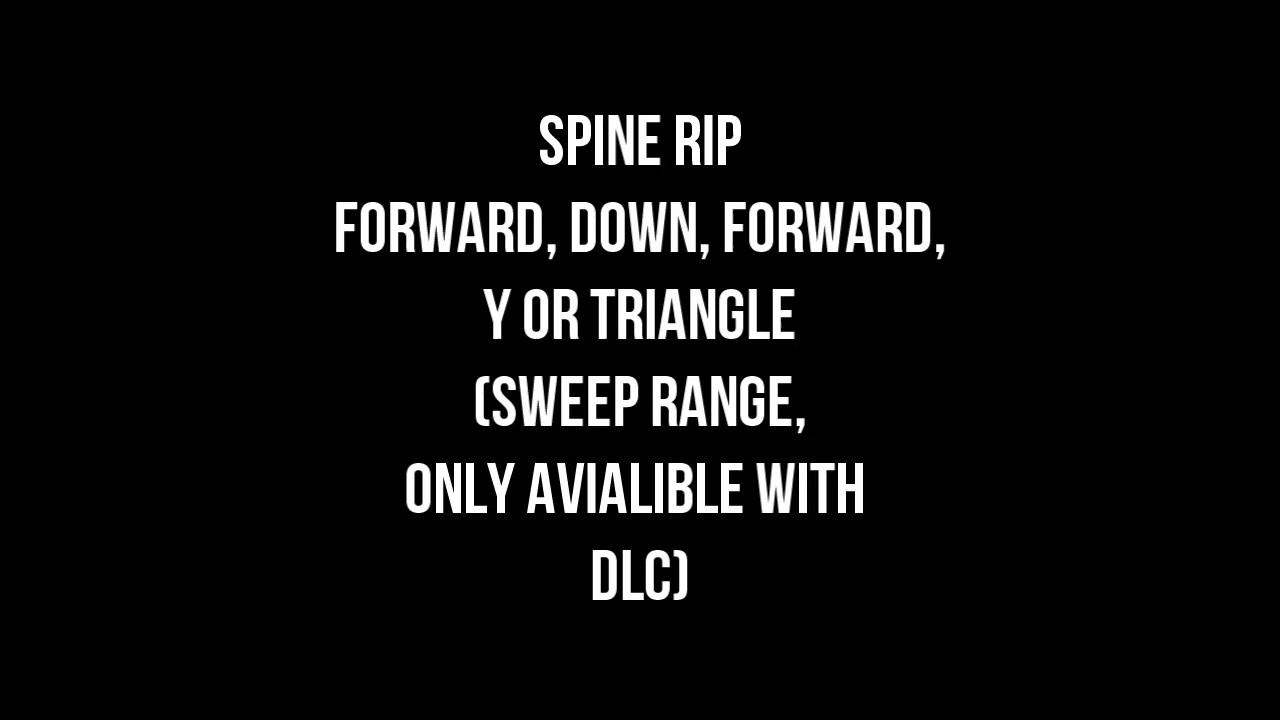 SPINE RIP
FORWARD, DOWN, FORWARD,
Y OR TRIANGLE
(SWEEP RANGE,
ONLY AVIALIBLE WITH
DLC)